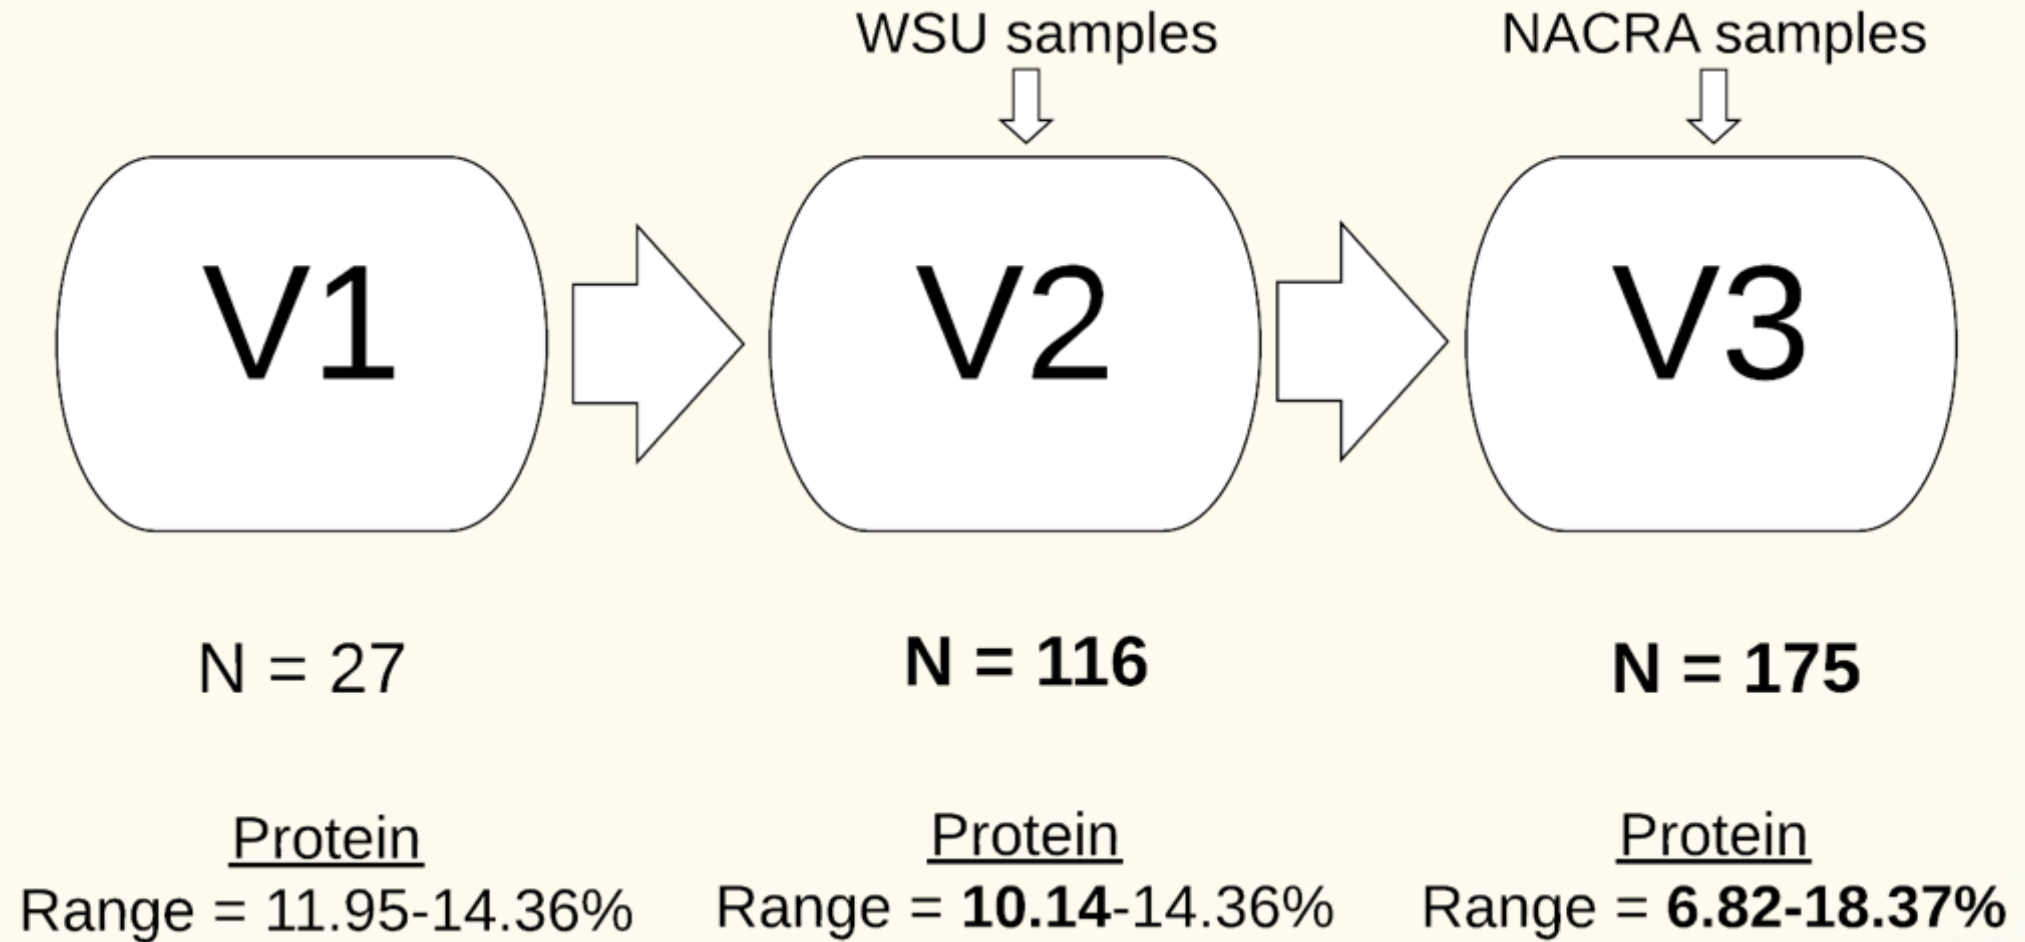 WSU samples
NACRA samples
V1
V2
V3
N = 27
N = 116
N = 175
Protein
Range = 11.95-14.36%
Protein
Range = 10.14-14.36%
Protein
Range = 6.82-18.37%